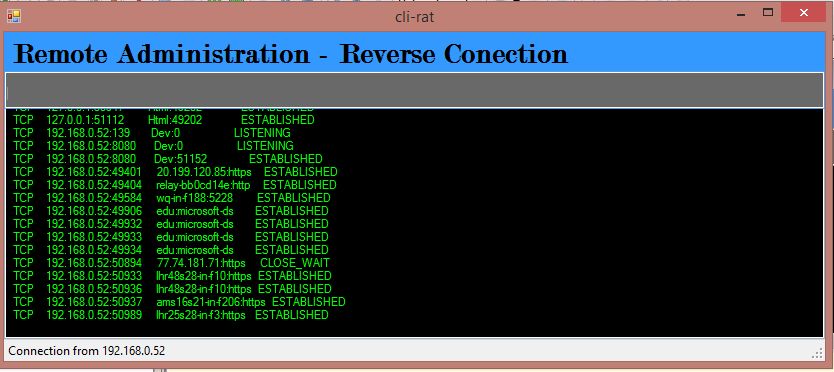 cli-rat
Remote Administration - Reverse Conection
TCP 127.0.0.1:51112 Html:49202 ESTABLISHED
TCP 192.168.0.52:139 Dev:0 LISTENING
TCP 192.168.0.52:8080 Dev:0 LISTENING
TCP 192.168.0.52:8080 Dev:51152 ESTABLISHED
TCP 192.168.0.52:49401 20.199.120.85:https ESTABLISHED
TCP 192.168.0.52:49404 relay-bb0cd14e:http ESTABLISHED
TCP 192.168.0.52:49584 wq-in-f188:5228 ESTABLISHED
TCP 192.168.0.52:49906 edu:microsoft-ds ESTABLISHED
TCP 192.168.0.52:49932 edu:microsoft-ds ESTABLISHED
TCP 192.168.0.52:49933 edu:microsoft-ds ESTABLISHED
TCP 192.168.0.52:49934 edu:microsoft-ds ESTABLISHED
TCP 192.168.0.52:50894 77.74.181.71:https CLOSE_WAIT
TCP 192.168.0.52:50933 lhr48s28-in-f10:https ESTABLISHED
TCP 192.168.0.52:50936 lhr48s28-in-f10:https ESTABLISHED
TCP 192.168.0.52:50937 ams16s21-in-f206:https ESTABLISHED
TCP 192.168.0.52:50989 lhr25s28-in-f3:https ESTABLISHED
Connection from 192.168.0.52